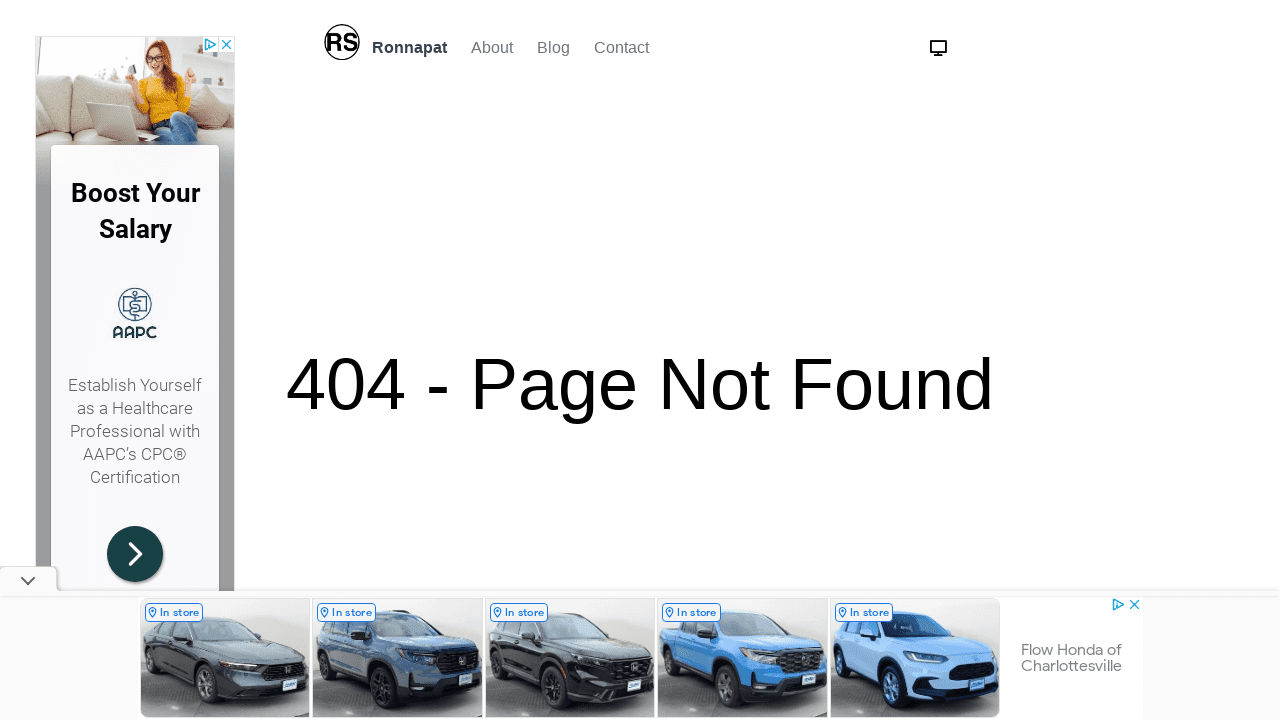 RS
Ronnapat
About
Blog
Contact
Boost Your
Salary
AAPC
Establish Yourself
as a Healthcare
Professional with
AAPC's CPC®
Certification
404 - Page Not Found
In store
In store
In store
In store
In store
Flow Honda of
Charlottesville